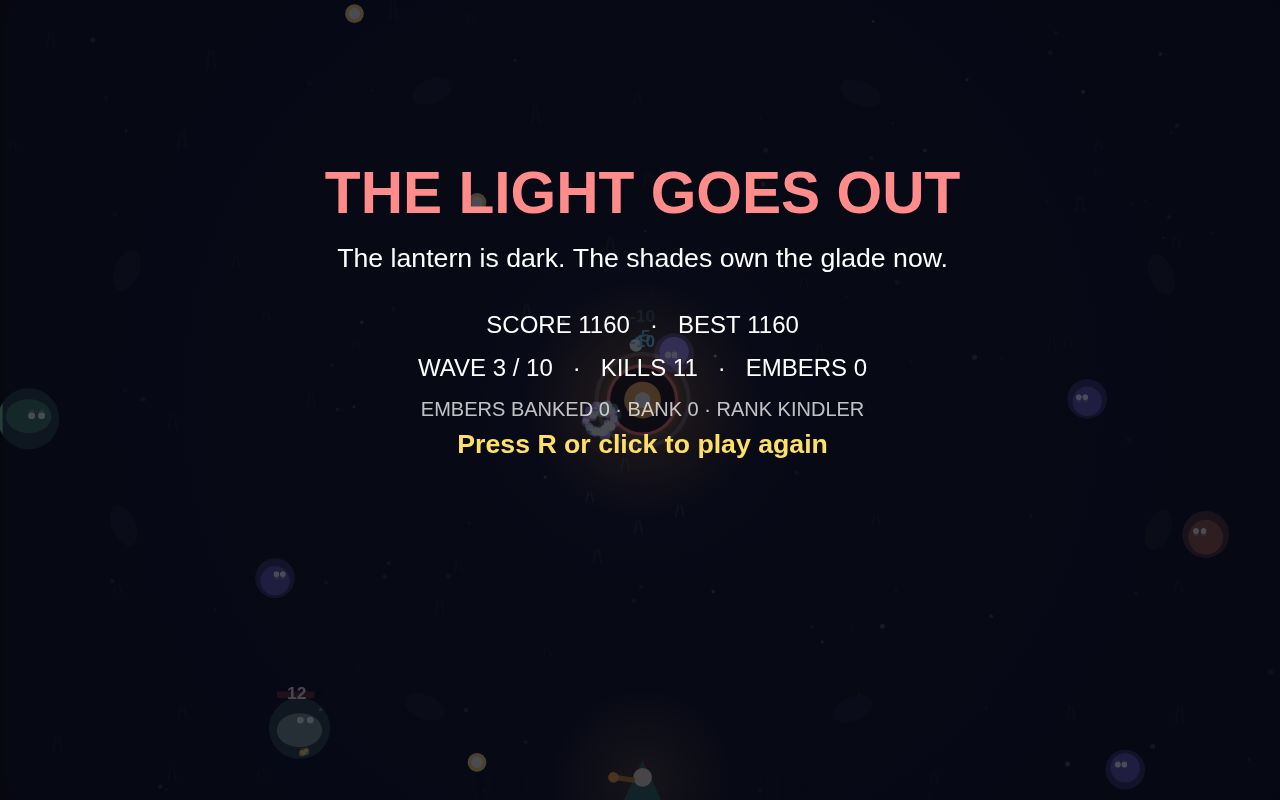 THE LIGHT GOES OUT
The lantern is dark. The shades own the glade now.
-10
SCORE 1160 · BEST 1160
WAVE 3 / 10 · KILLS 11 · EMBERS 0
EMBERS BANKED 0 · BANK 0 · RANK KINDLER
Press R or click to play again
12